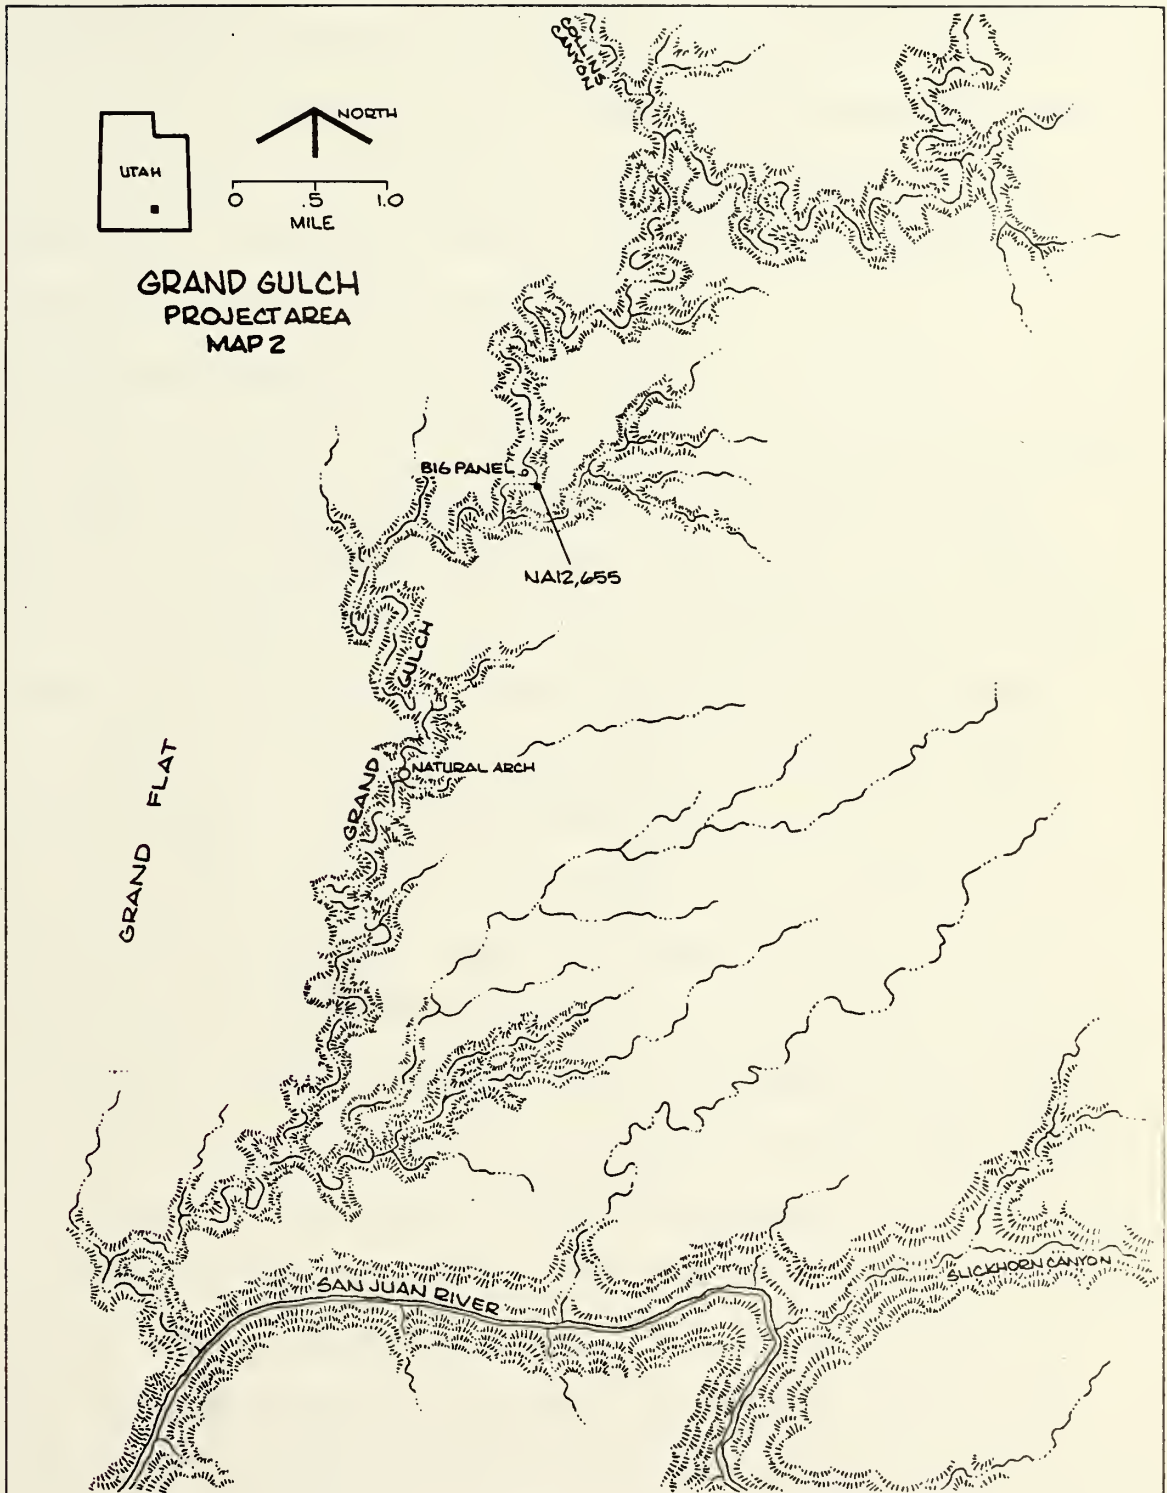 COLLINS
CANYON
NORTH
UTAH
0 .5 1.0
MILE
GRAND GULCH
PROJECT AREA
MAP 2
BIG PANEL
NA12,655
GULCH
NATURAL ARCH
GRAND
GRAND FLAT
SLICKHORN CANYON
SAN JUAN RIVER